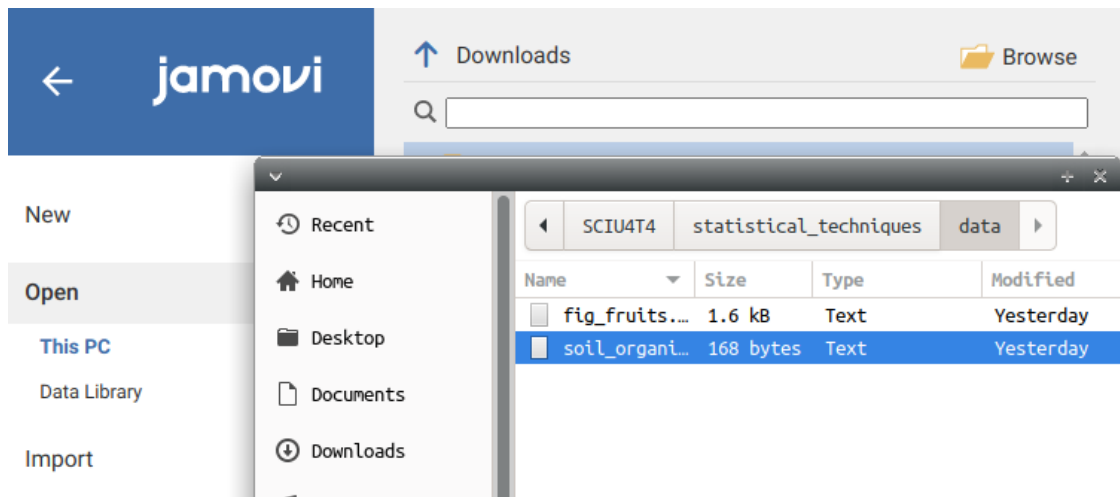 jamovi
Downloads
Browse
New
Open
This PC
Data Library
Import
Recent
Home
Desktop
Documents
Downloads
SCIU4T4 statistical_techniques data
Name Size Type Modified
fig_fruits.… 1.6 kB Text Yesterday
soil_organi… 168 bytes Text Yesterday